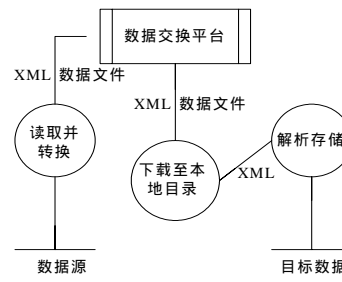 数据交换平台
XML 数据文件
XML 数据文件
读取并
转换
下载至本
地目录
XML
解析存储
数据源
目标数据